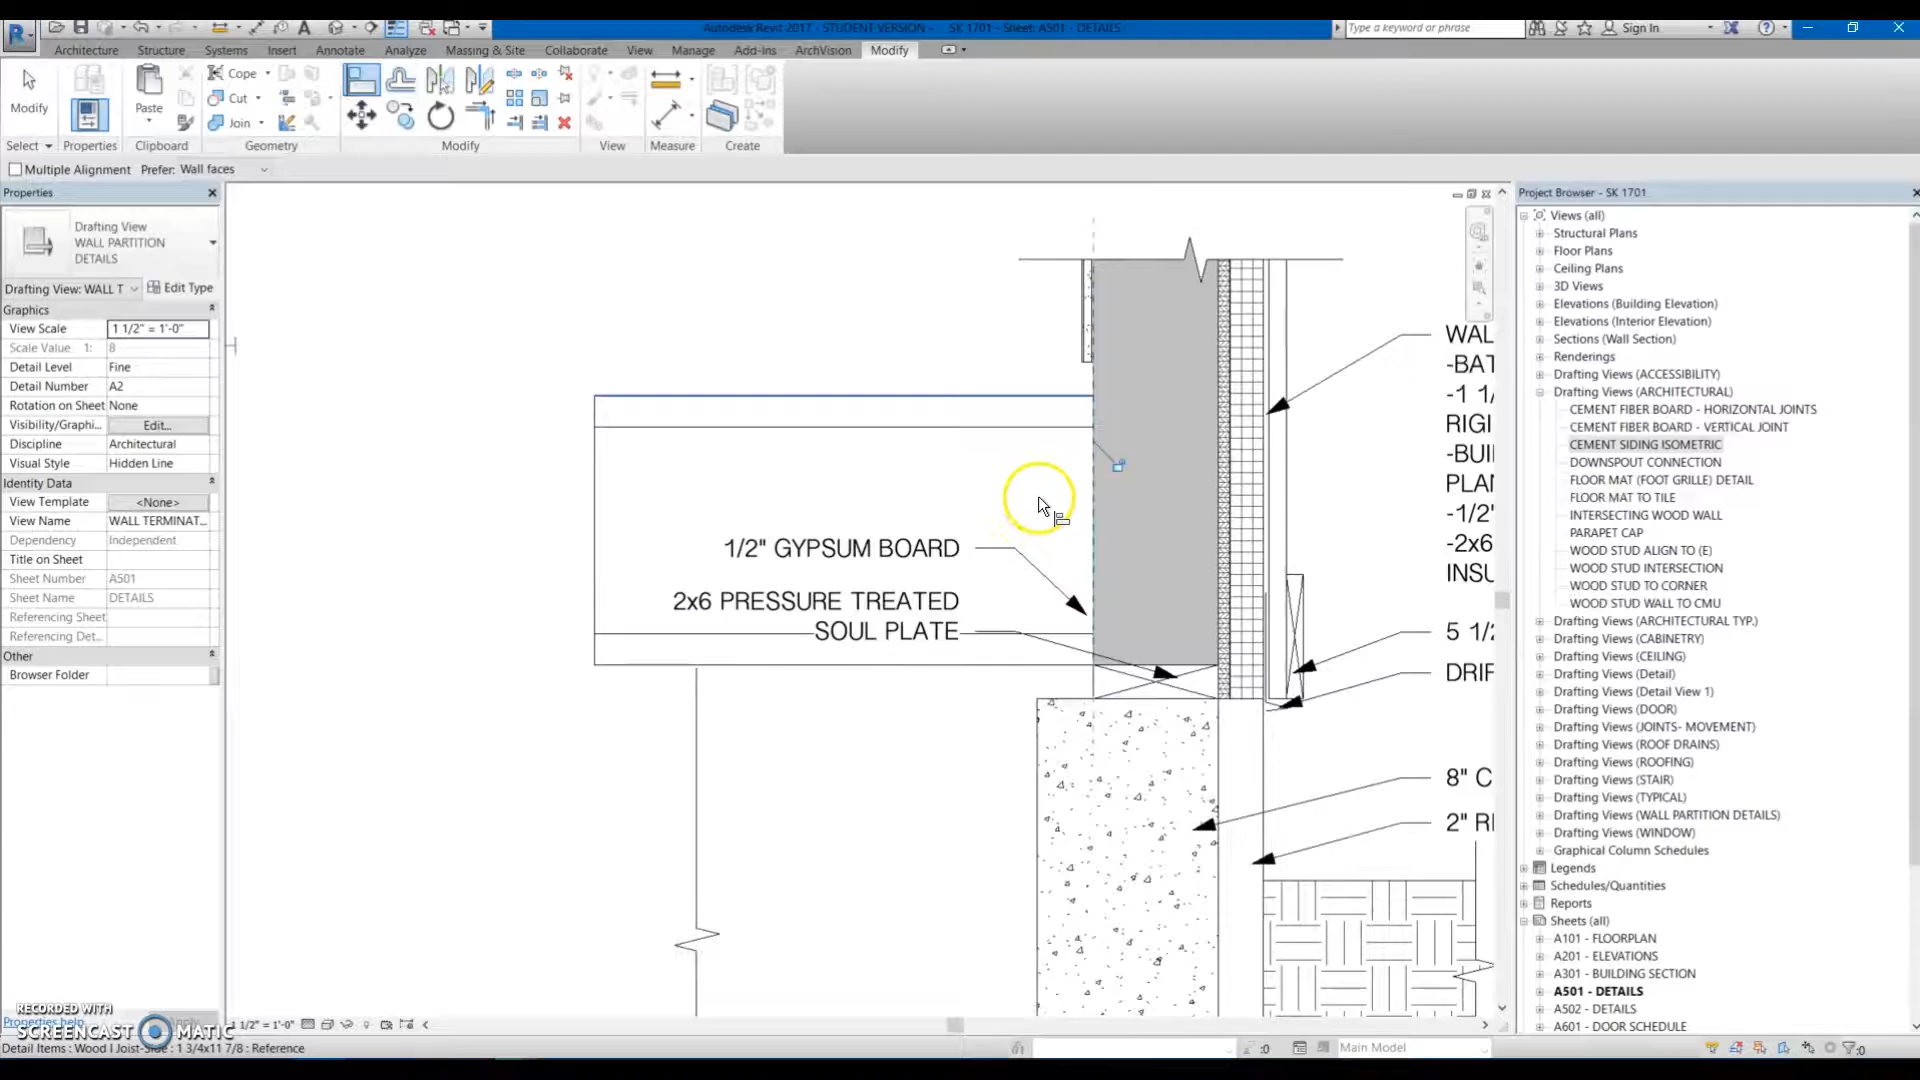 Autodesk Revit 2017 - STUDENT VERSION - SK 1701 - Sheet: A501 - DETAILS
Type a keyword or phrase
Sign In
Architecture Structure Systems Insert Annotate Analyze Massing & Site Collaborate View Manage Add-Ins ArchVision Modify
Modify
Paste
Cope
Cut
Join
Select Properties Clipboard Geometry Modify View Measure Create
Multiple Alignment Prefer: Wall faces
Properties
Drafting View
WALL PARTITION
DETAILS
Drafting View: WALL T
Edit Type
Graphics
View Scale 1 1/2" = 1'-0"
Scale Value 1: 8
Detail Level Fine
Detail Number A2
Rotation on Sheet None
Visibility/Graphi... Edit...
Discipline Architectural
Visual Style Hidden Line
Identity Data
View Template <None>
View Name WALL TERMINAT...
Dependency Independent
Title on Sheet
Sheet Number A501
Sheet Name DETAILS
Referencing Sheet
Referencing Det...
Other
Browser Folder
1/2" GYPSUM BOARD
2x6 PRESSURE TREATED
SOUL PLATE
WAL
-BAT
-1 1/
RIGI
-BUI
PLAN
-1/2"
-2x6
INSU
5 1/2
DRIP
8" C
2" RI
Project Browser - SK 1701
Views (all)
Structural Plans
Floor Plans
Ceiling Plans
3D Views
Elevations (Building Elevation)
Elevations (Interior Elevation)
Sections (Wall Section)
Renderings
Drafting Views (ACCESSIBILITY)
Drafting Views (ARCHITECTURAL)
CEMENT FIBER BOARD - HORIZONTAL JOINTS
CEMENT FIBER BOARD - VERTICAL JOINT
CEMENT SIDING ISOMETRIC
DOWNSPOUT CONNECTION
FLOOR MAT (FOOT GRILLE) DETAIL
FLOOR MAT TO TILE
INTERSECTING WOOD WALL
PARAPET CAP
WOOD STUD ALIGN TO (E)
WOOD STUD INTERSECTION
WOOD STUD TO CORNER
WOOD STUD WALL TO CMU
Drafting Views (ARCHITECTURAL TYP.)
Drafting Views (CABINETRY)
Drafting Views (CEILING)
Drafting Views (Detail)
Drafting Views (Detail View 1)
Drafting Views (DOOR)
Drafting Views (JOINTS- MOVEMENT)
Drafting Views (ROOF DRAINS)
Drafting Views (ROOFING)
Drafting Views (STAIR)
Drafting Views (TYPICAL)
Drafting Views (WALL PARTITION DETAILS)
Drafting Views (WINDOW)
Graphical Column Schedules
Legends
Schedules/Quantities
Reports
Sheets (all)
A101 - FLOORPLAN
A201 - ELEVATIONS
A301 - BUILDING SECTION
A501 - DETAILS
A502 - DETAILS
A601 - DOOR SCHEDULE
RECORDED WITH
SCREENCAST MATIC
Properties help
1 1/2" = 1'-0"
Detail Items : Wood I Joist-Side : 1 3/4x11 7/8 : Reference
:0
Main Model
:0